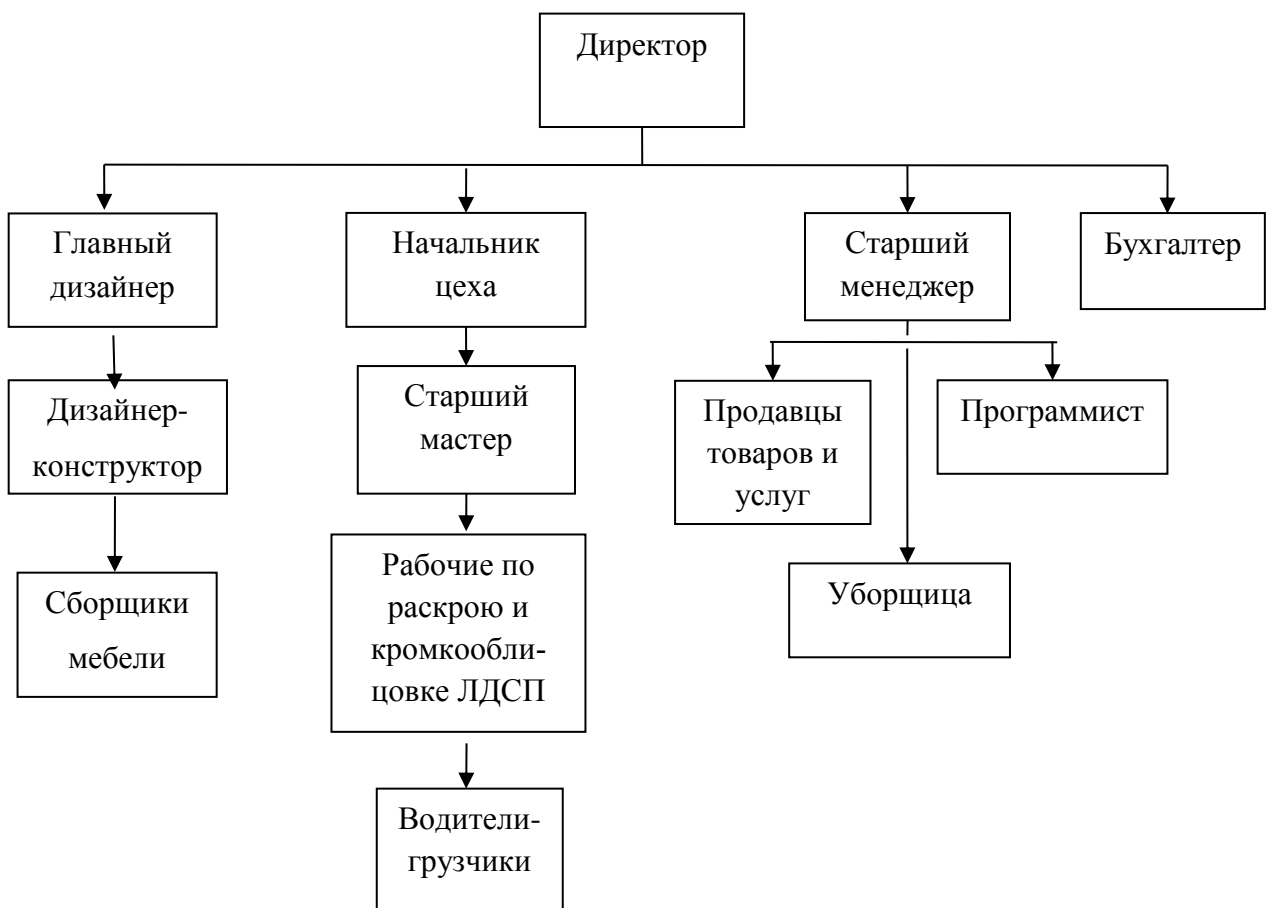 Директор
Главный
дизайнер
Начальник
цеха
Старший
менеджер
Бухгалтер
Дизайнер-
конструктор
Старший
мастер
Продавцы
товаров и
услуг
Программист
Сборщики
мебели
Рабочие по
раскрою и
кромкообли-
цовке ЛДСП
Уборщица
Водители-
грузчики